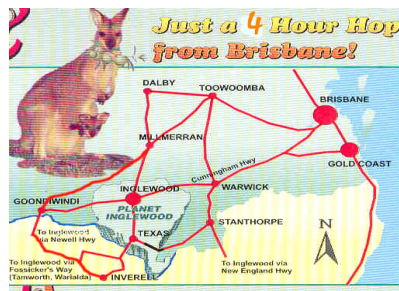 Just a 4 Hour Hop
from Brisbane!
DALBY
TOOWOOMBA
BRISBANE
MILLMERRAN
GOLD COAST
Cunningham Hwy
INGLEWOOD
WARWICK
GOONDIWINDI
PLANET
INGLEWOOD
STANTHORPE
N
To Inglewood
via Newell Hwy
TEXAS
To Inglewood via
Fossicker's Way
(Tamworth, Warialda)
INVERELL
To Inglewood via
New England Hwy